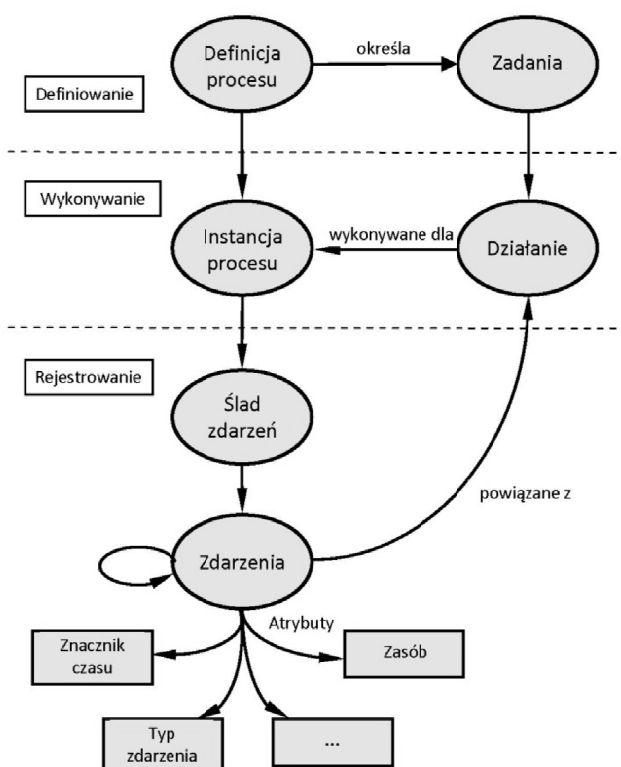 Definicja
procesu
określa
Zadania
Definiowanie
Wykonywanie
Instancja
procesu
wykonywane dla
Działanie
Rejestrowanie
Ślad
zdarzeń
powiązane z
Zdarzenia
Atrybuty
Znacznik
czasu
Zasób
Typ
zdarzenia
...